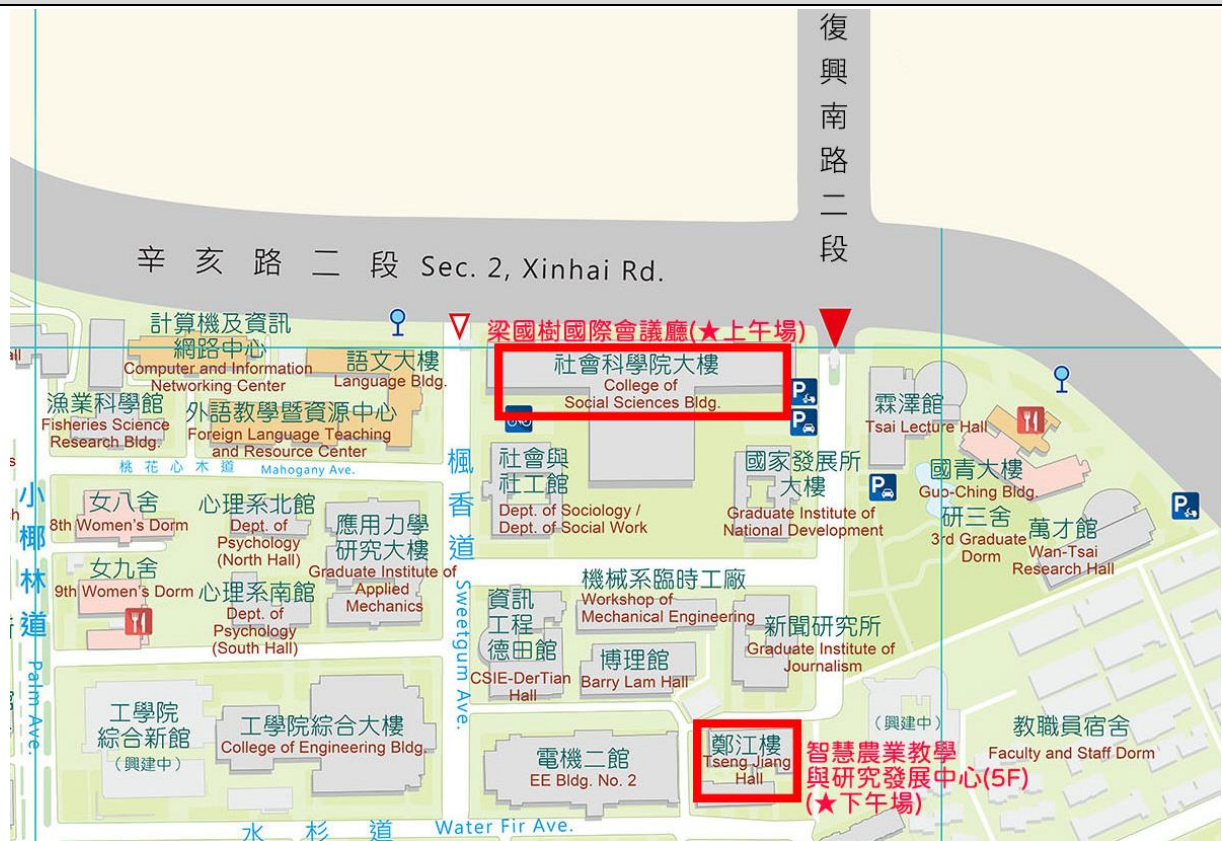 復
興
南
路
二
段
辛亥路二段 Sec. 2, Xinhai Rd.
梁國樹國際會議廳(★上午場)
計算機及資訊
網路中心
Computer and Information
Networking Center
語文大樓
Language Bldg.
社會科學院大樓
College of
Social Sciences Bldg.
漁業科學館
Fisheries Science
Research Bldg.
外語教學暨資源中心
Foreign Language Teaching
and Resource Center
霖澤館
Tsai Lecture Hall
桃花心木道 Mahogany Ave.
社會與
社工館
Dept. of Sociology /
Dept. of Social Work
國家發展所
大樓
Graduate Institute of
National Development
國青大樓
Guo-Ching Bldg.
研三舍
3rd Graduate
Dorm
萬才館
Wan-Tsai
Research Hall
P
P
P
P
小
椰
林
道
Palm Ave.
女八舍
8th Women's Dorm
心理系北館
Dept. of
Psychology
(North Hall)
應用力學
研究大樓
Graduate Institute of
Applied
Mechanics
楓
香
道
Sweetgum Ave.
女九舍
9th Women's Dorm
心理系南館
Dept. of
Psychology
(South Hall)
機械系臨時工廠
Workshop of
Mechanical Engineering
資訊
工程
德田館
CSIE-DerTian
Hall
博理館
Barry Lam Hall
新聞研究所
Graduate Institute of
Journalism
工學院
綜合新館
(興建中)
工學院綜合大樓
College of Engineering Bldg.
電機二館
EE Bldg. No. 2
鄭江樓
Tseng Jiang
Hall
智慧農業教學
與研究發展中心(5F)
(★下午場)
(興建中)
教職員宿舍
Faculty and Staff Dorm
水杉道 Water Fir Ave.